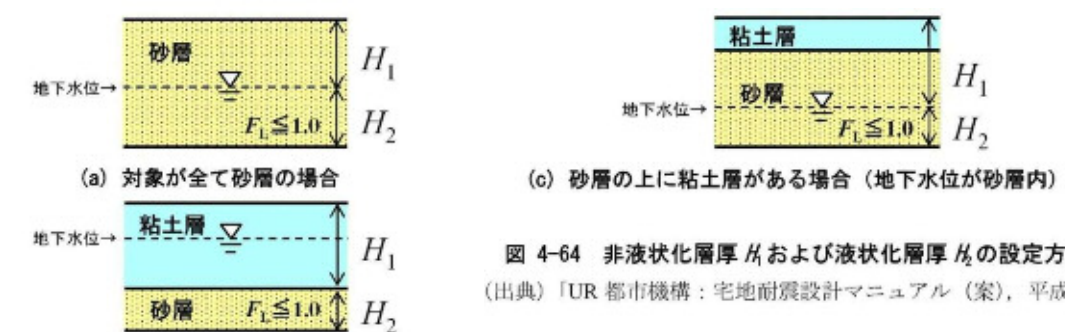 砂層
地下水位→
H1
FL≦1.0
H2
(a) 対象が全て砂層の場合
粘土層
地下水位→
H1
砂層
FL≦1.0
H2
粘土層
H1
砂層
地下水位→
FL≦1.0
H2
(c) 砂層の上に粘土層がある場合（地下水位が砂層内）
図 4-64 非液状化層厚 H1および液状化層厚 H2の設定方
（出典）「UR 都市機構：宅地耐震設計マニュアル（案），平成